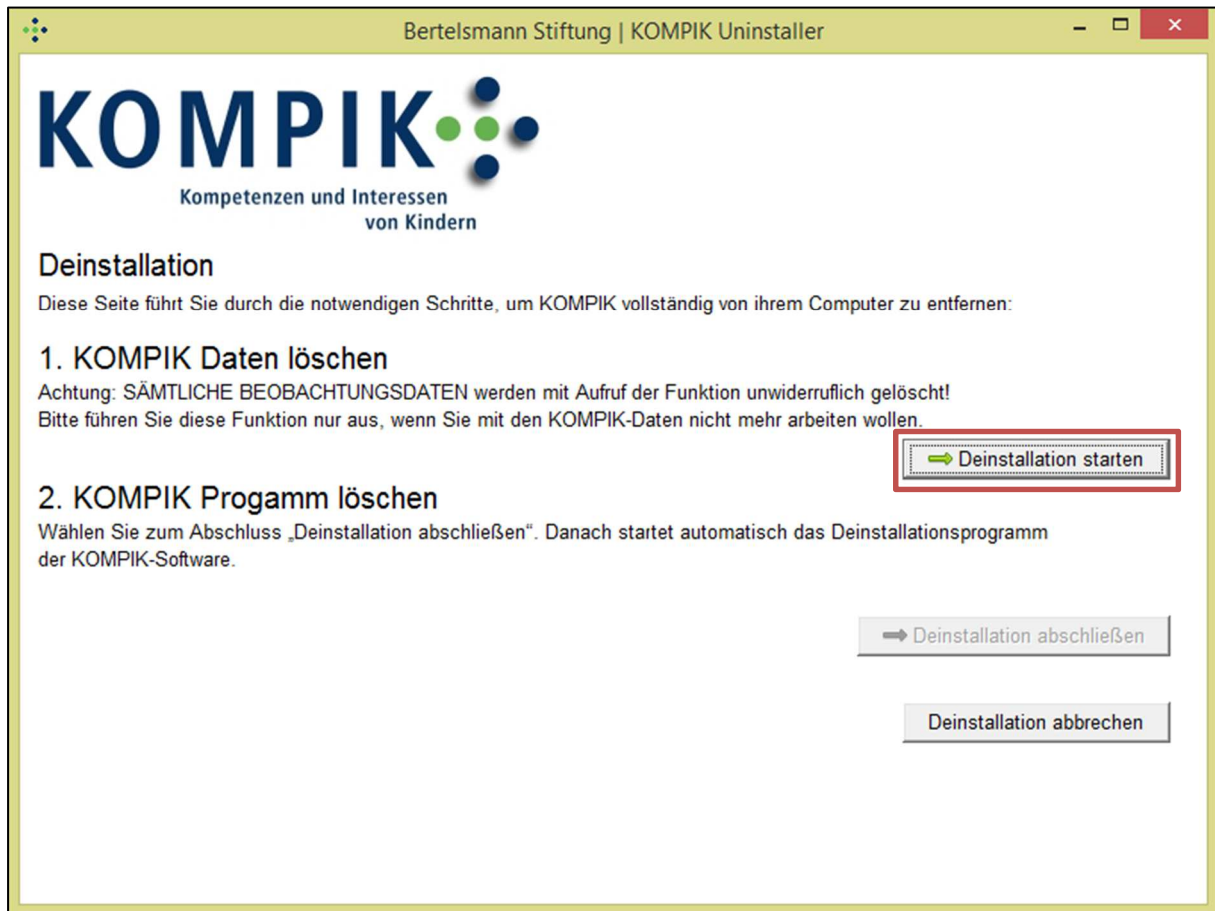 Bertelsmann Stiftung | KOMPIK Uninstaller
KOMPIK
Kompetenzen und Interessen
von Kindern
Deinstallation
Diese Seite führt Sie durch die notwendigen Schritte, um KOMPIK vollständig von ihrem Computer zu entfernen:
1. KOMPIK Daten löschen
Achtung: SÄMTLICHE BEOBACHTUNGSDATEN werden mit Aufruf der Funktion unwiderruflich gelöscht!
Bitte führen Sie diese Funktion nur aus, wenn Sie mit den KOMPIK-Daten nicht mehr arbeiten wollen.
Deinstallation starten
2. KOMPIK Progamm löschen
Wählen Sie zum Abschluss „Deinstallation abschließen“. Danach startet automatisch das Deinstallationsprogramm
der KOMPIK-Software.
Deinstallation abschließen
Deinstallation abbrechen